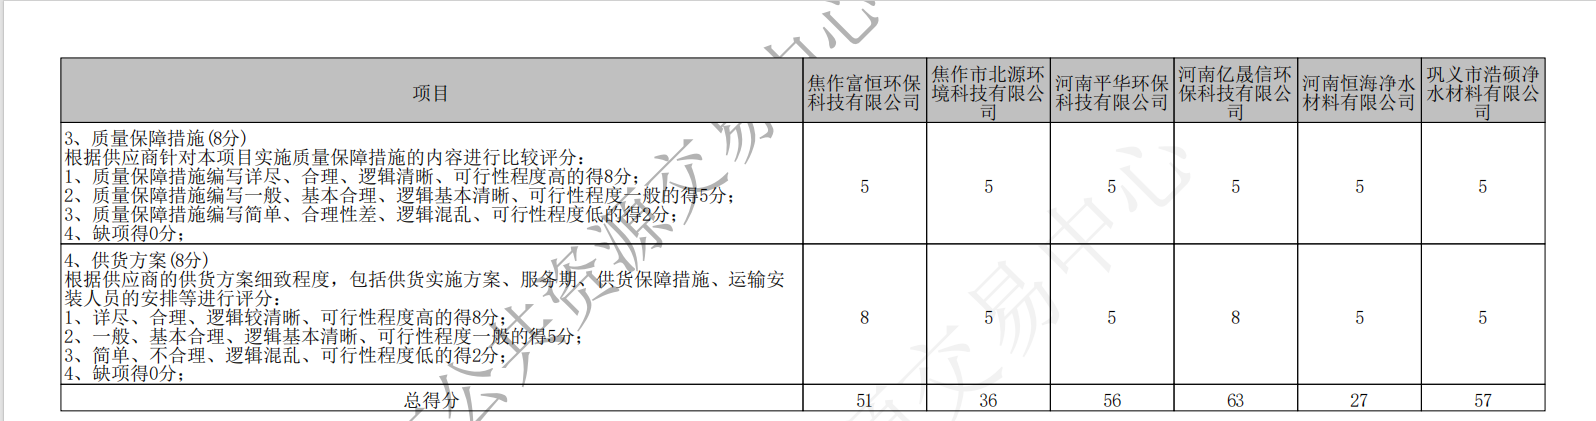 项目
焦作富恒环保
科技有限公司
焦作市北源环
境科技有限公
司
河南平华环保
科技有限公司
河南亿晟信环
保科技有限公
司
河南恒海净水
材料有限公司
巩义市浩硕净
水材料有限公
司
3、质量保障措施(8分)
根据供应商针对本项目实施质量保障措施的内容进行比较评分:
1、质量保障措施编写详尽、合理、逻辑清晰、可行性程度高的得8分;
2、质量保障措施编写一般、基本合理、逻辑基本清晰、可行性程度一般的得5分;
3、质量保障措施编写简单、合理性差、逻辑混乱、可行性程度低的得2分;
4、缺项得0分;
5 5 5 5 5 5
4、供货方案(8分)
根据供应商的供货方案细致程度，包括供货实施方案、服务期、供货保障措施、运输安
装人员的安排等进行评分:
1、详尽、合理、逻辑较清晰、可行性程度高的得8分;
2、一般、基本合理、逻辑基本清晰、可行性程度一般的得5分;
3、简单、不合理、逻辑混乱、可行性程度低的得2分;
4、缺项得0分;
8 5 5 8 5 5
总得分 51 36 56 63 27 57
公共资源交易中心
交易中心